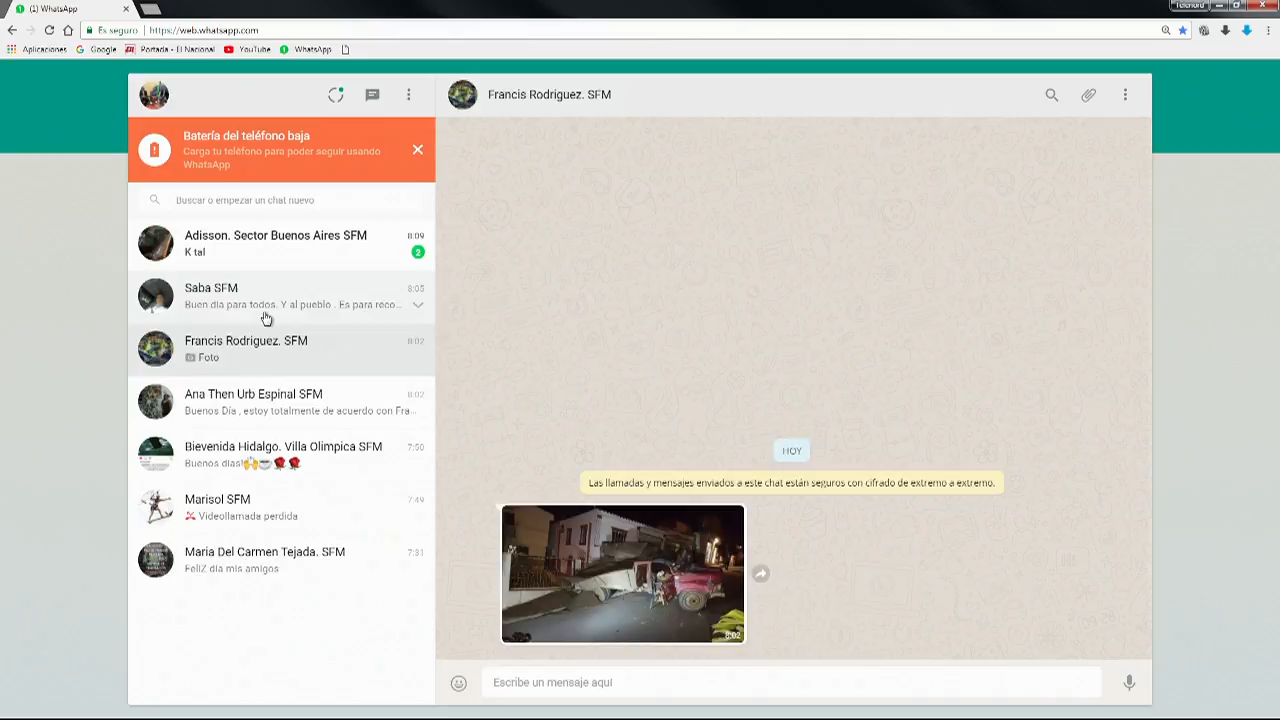 (1) WhatsApp
Telenord
Es seguro
https://web.whatsapp.com
Aplicaciones
Google
Portada - El Nacional
YouTube
WhatsApp
Francis Rodriguez. SFM
Batería del teléfono baja
Carga tu teléfono para poder seguir usando
WhatsApp
Buscar o empezar un chat nuevo
Adisson. Sector Buenos Aires SFM 8:09
K tal 2
Saba SFM 8:05
Buen día para todos. Y al pueblo . Es para reco...
Francis Rodriguez. SFM 8:02
Foto
Ana Then Urb Espinal SFM 8:02
Buenos Día , estoy totalmente de acuerdo con Fra...
Bievenida Hidalgo. Villa Olimpica SFM 7:50
Buenos días!🙌☕🌹🌹
Marisol SFM 7:49
Videollamada perdida
Maria Del Carmen Tejada. SFM 7:31
FeliZ día mis amigos
HOY
Las llamadas y mensajes enviados a este chat están seguros con cifrado de extremo a extremo.
8:02
Escribe un mensaje aquí